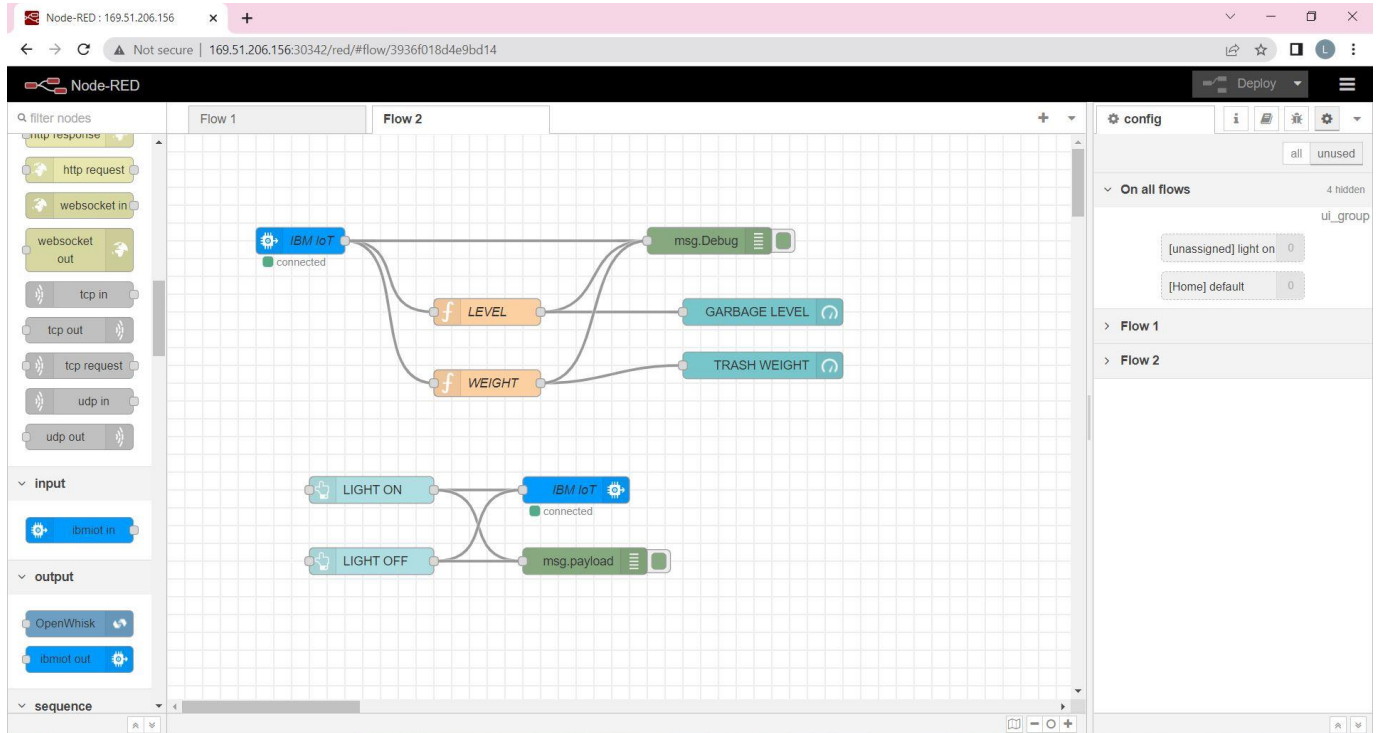 Node-RED : 169.51.206.156
Not secure | 169.51.206.156:30342/red/#flow/3936f018d4e9bd14
L
Node-RED
Deploy
filter nodes
http response
http request
websocket in
websocket
out
tcp in
tcp out
tcp request
udp in
udp out
input
ibmiot in
output
OpenWhisk
ibmiot out
sequence
Flow 1
Flow 2
IBM IoT
connected
msg.Debug
LEVEL
GARBAGE LEVEL
TRASH WEIGHT
WEIGHT
LIGHT ON
IBM IoT
connected
LIGHT OFF
msg.payload
config
i
all unused
On all flows 4 hidden
ui_group
[unassigned] light on 0
[Home] default 0
Flow 1
Flow 2